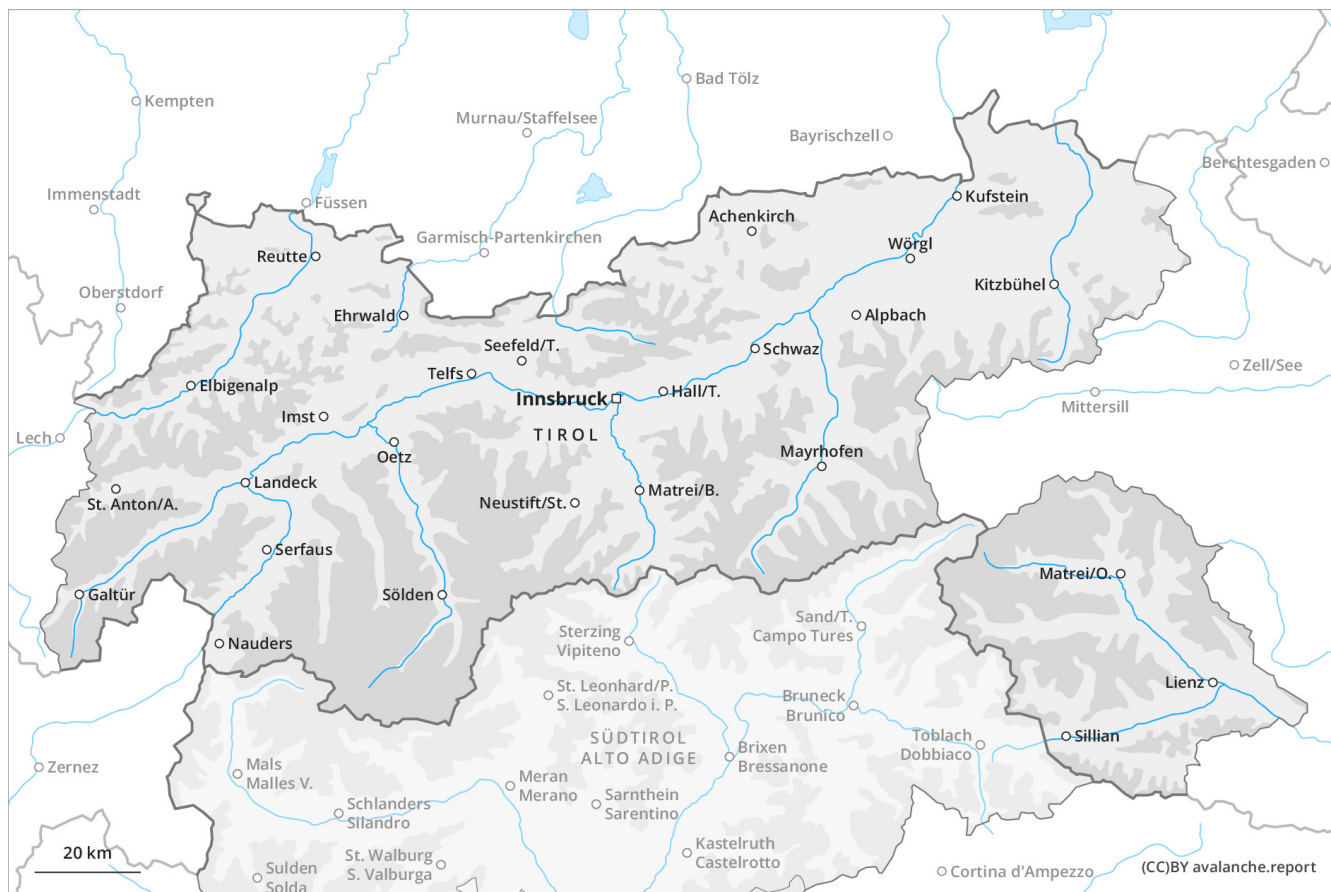 Kempten
Bad Tölz
Murnau/Staffelsee
Bayrischzell
Berchtesgaden
Immenstadt
Füssen
Kufstein
Achenkirch
Garmisch-Partenkirchen
Wörgl
Reutte
Kitzbühel
Oberstdorf
Ehrwald
Alpbach
Seefeld/T.
Schwaz
Zell/See
Telfs
Elbigenalp
Hall/T.
Innsbruck
Mittersill
Imst
TIROL
Lech
Oetz
Mayrhofen
Landeck
Matrei/B.
St. Anton/A.
Neustift/St.
Serfaus
Matrei/O.
Galtür
Sölden
Sand/T.
Campo Tures
Sterzing
Vipiteno
Nauders
Lienz
St. Leonhard/P.
S. Leonardo i. P.
Bruneck
Brunico
Sillian
Toblach
Dobbiaco
SÜDTIROL
ALTO ADIGE
Brixen
Bressanone
Zernez
Mals
Malles V.
Meran
Merano
Schlanders
Silandro
Sarnthein
Sarentino
Kastelruth
Castelrotto
20 km
St. Walburg
S. Valburga
Sulden
Solda
Cortina d'Ampezzo
(CC)BY avalanche.report